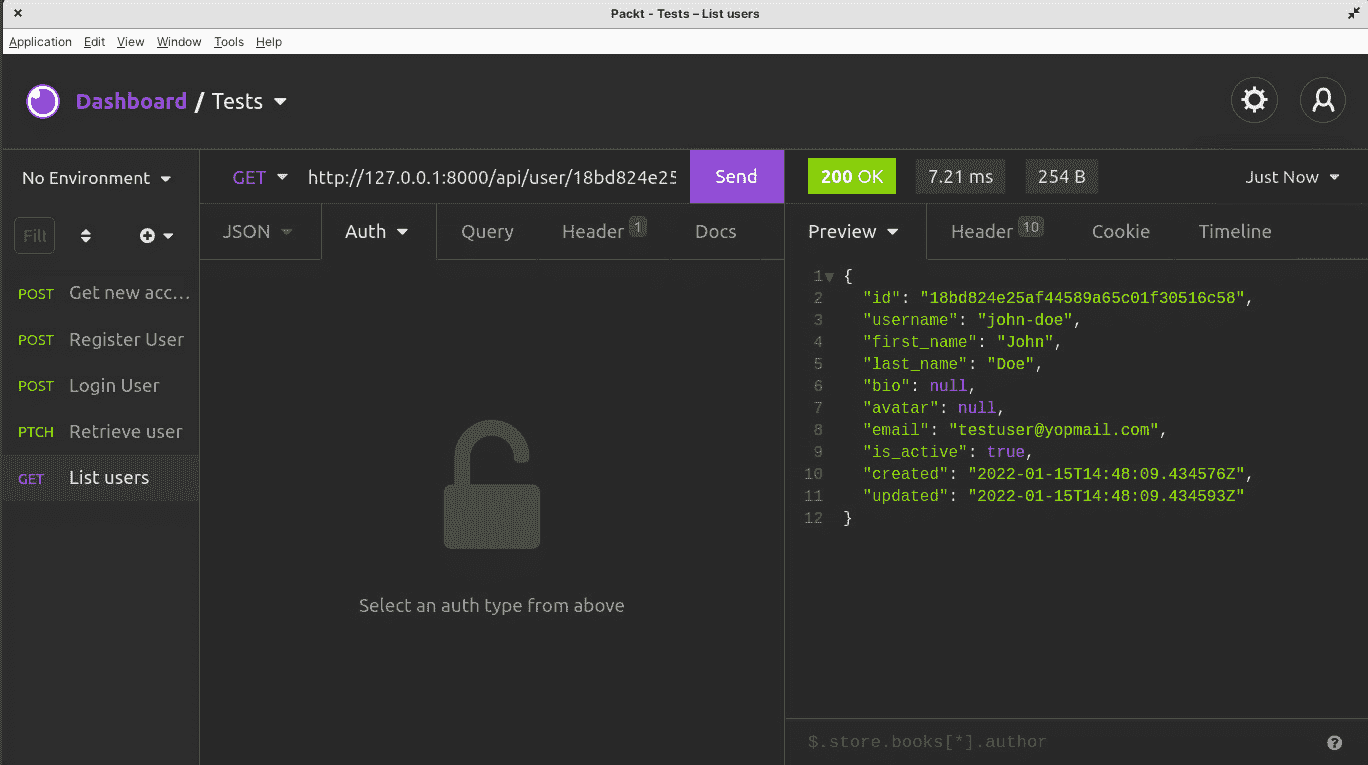 Packt - Tests – List users
Application Edit View Window Tools Help
Dashboard / Tests
No Environment
GET http://127.0.0.1:8000/api/user/18bd824e25 Send
200 OK 7.21 ms 254 B Just Now
Filt
JSON Auth Query Header 1 Docs
Preview Header 10 Cookie Timeline
POST Get new acc...
POST Register User
POST Login User
PTCH Retrieve user
GET List users
Select an auth type from above
1 {
2 "id": "18bd824e25af44589a65c01f30516c58",
3 "username": "john-doe",
4 "first_name": "John",
5 "last_name": "Doe",
6 "bio": null,
7 "avatar": null,
8 "email": "testuser@yopmail.com",
9 "is_active": true,
10 "created": "2022-01-15T14:48:09.434576Z",
11 "updated": "2022-01-15T14:48:09.434593Z"
12 }
$.store.books[*].author